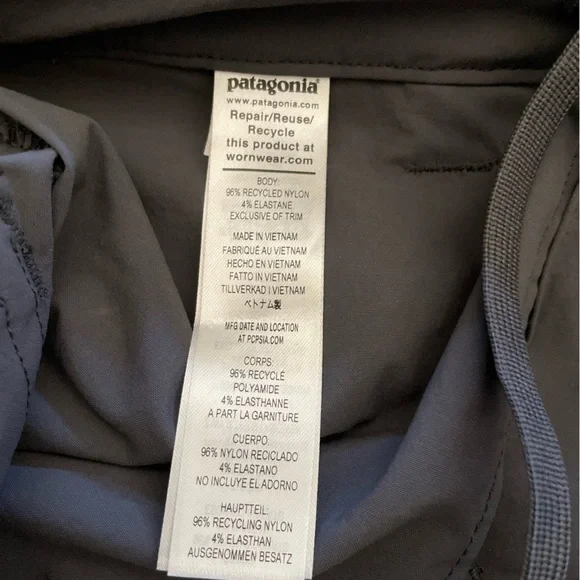 patagonia®
www.patagonia.com
Repair/Reuse/
Recycle
this product at
wornwear.com
BODY:
96% RECYCLED NYLON
4% ELASTANE
EXCLUSIVE OF TRIM
MADE IN VIETNAM
FABRIQUÉ AU VIETNAM
HECHO EN VIETNAM
FATTO IN VIETNAM
TILLVERKAD I VIETNAM
ベトナム製
MFG DATE AND LOCATION
AT PCPSIA.COM
CORPS:
96% RECYCLÉ
POLYAMIDE
4% ELASTHANNE
A PART LA GARNITURE
CUERPO:
96% NYLON RECICLADO
4% ELASTANO
NO INCLUYE EL ADORNO
HAUPTTEIL:
96% RECYCLING NYLON
4% ELASTHAN
AUSGENOMMEN BESATZ